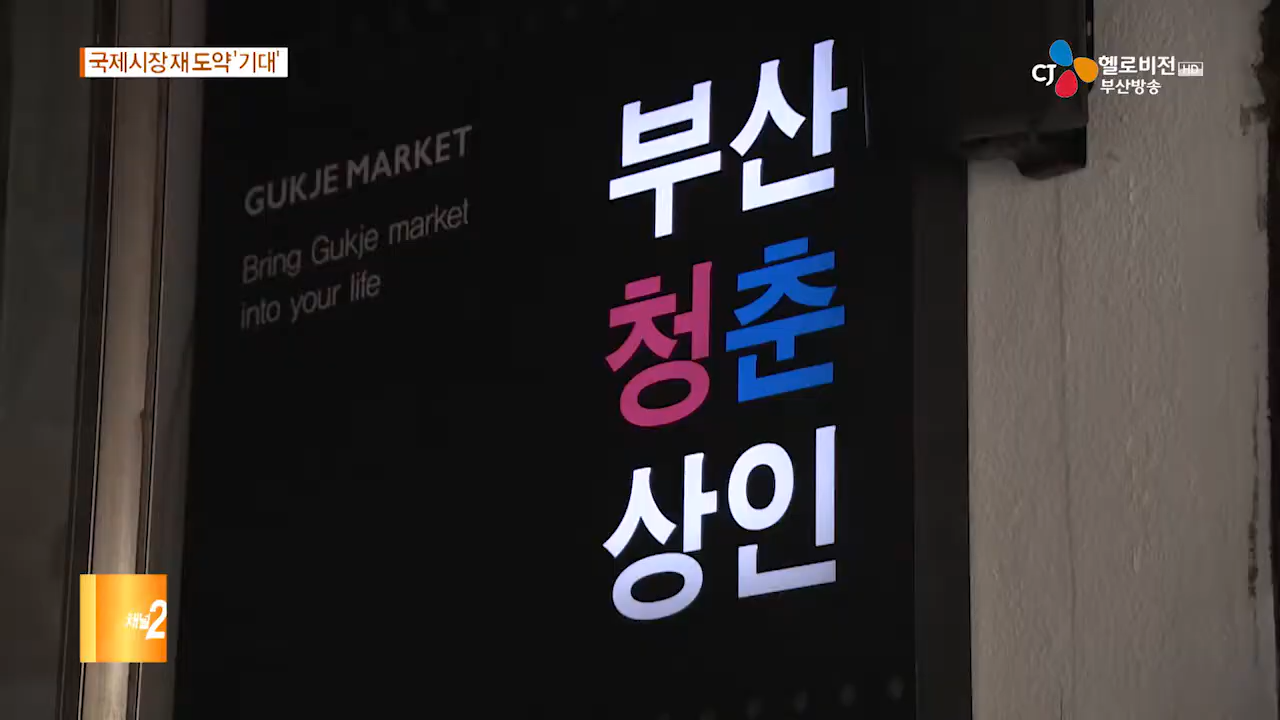 국제시장 재 도약 '기대'
CJ 헬로비전 HD
부산방송
GUKJE MARKET
Bring Gukje market
into your life
부산
청춘
상인
채널2